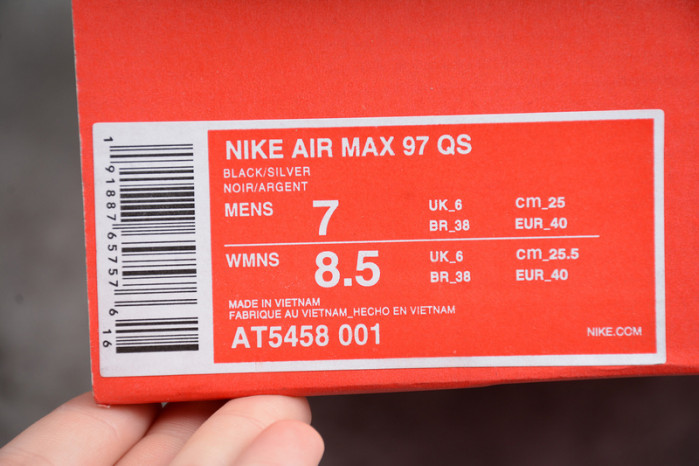 NIKE AIR MAX 97 QS
BLACK/SILVER
NOIR/ARGENT
MENS 7 UK_6 cm_25
BR_38 EUR_40
WMNS 8.5 UK_6 cm_25.5
BR_38 EUR_40
MADE IN VIETNAM
FABRIQUE AU VIETNAM_HECHO EN VIETNAM
AT5458 001
NIKE.COM
1 91887 65757 6 16